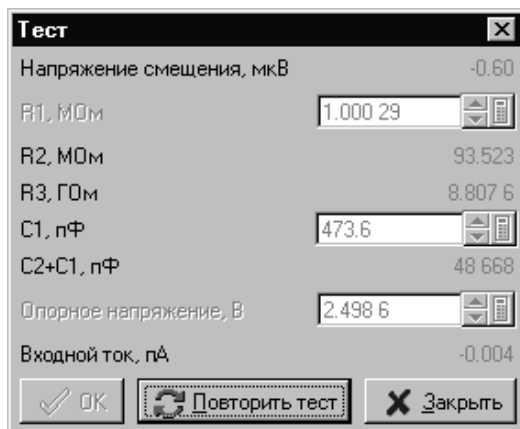 Тест
Напряжение смещения, мкВ -0.60
R1, МОм 1.000 29
R2, МОм 93.523
R3, ГОм 8.807 6
C1, пФ 473.6
C2+C1, пФ 48 668
Опорное напряжение, В 2.498 6
Входной ток, пА -0.004
OK Повторить тест Закрыть